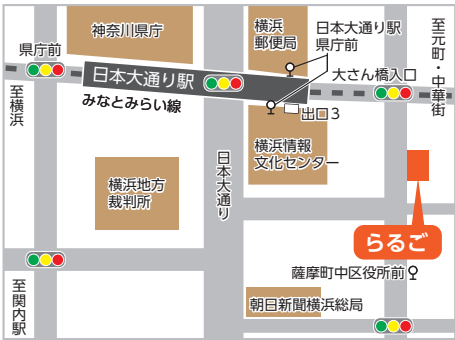 神奈川県庁
横浜
郵便局
日本大通り駅
県庁前
県庁前
日本大通り駅
大さん橋入口
至元町・中華街
至横浜
みなとみらい線
出口3
横浜情報
文化センター
日本大通り
横浜地方
裁判所
らるご
至関内駅
薩摩町中区役所前
朝日新聞横浜総局